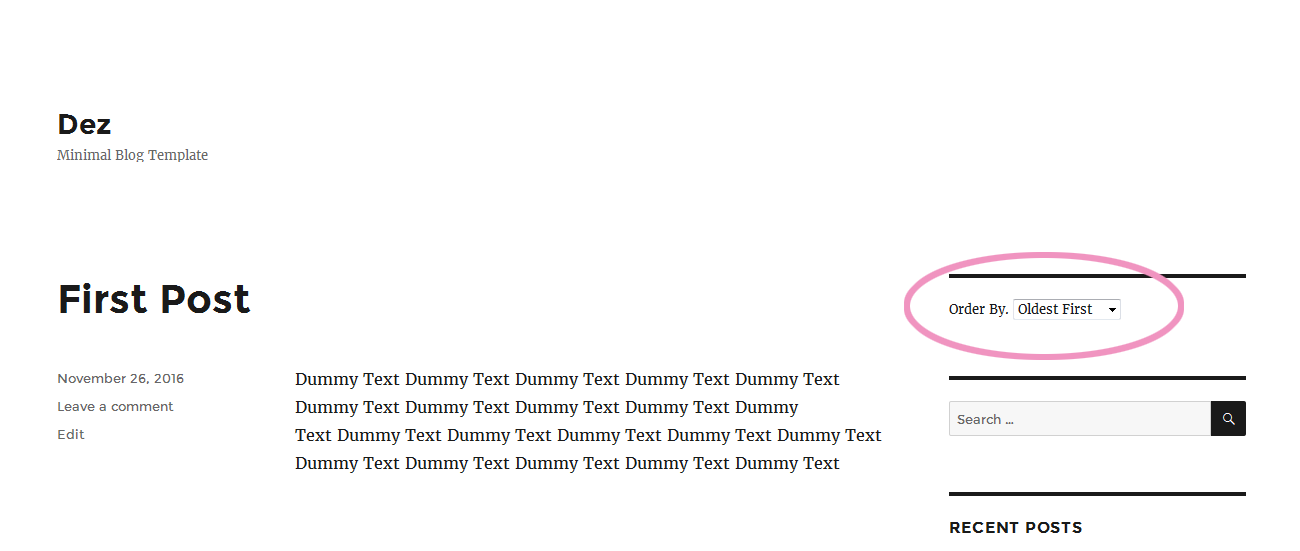 Dez
Minimal Blog Template
First Post
November 26, 2016
Leave a comment
Edit
Dummy Text Dummy Text Dummy Text Dummy Text Dummy Text
Dummy Text Dummy Text Dummy Text Dummy Text Dummy
Text Dummy Text Dummy Text Dummy Text Dummy Text Dummy Text
Dummy Text Dummy Text Dummy Text Dummy Text Dummy Text
Order By. Oldest First
Search ...
RECENT POSTS